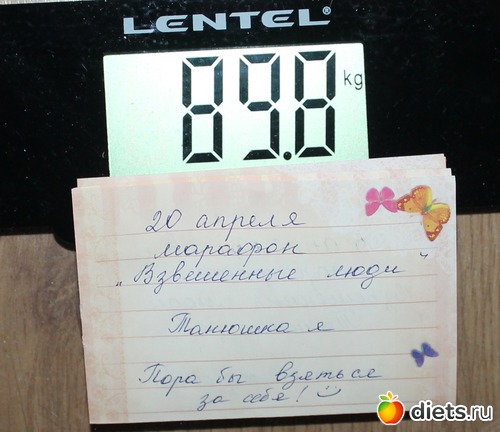 LENTEL®
89.8 kg
20 апреля
марафон
"Взвешенные люди"
Танюшка я
Пора бы взяться
за себя! :)
diets.ru